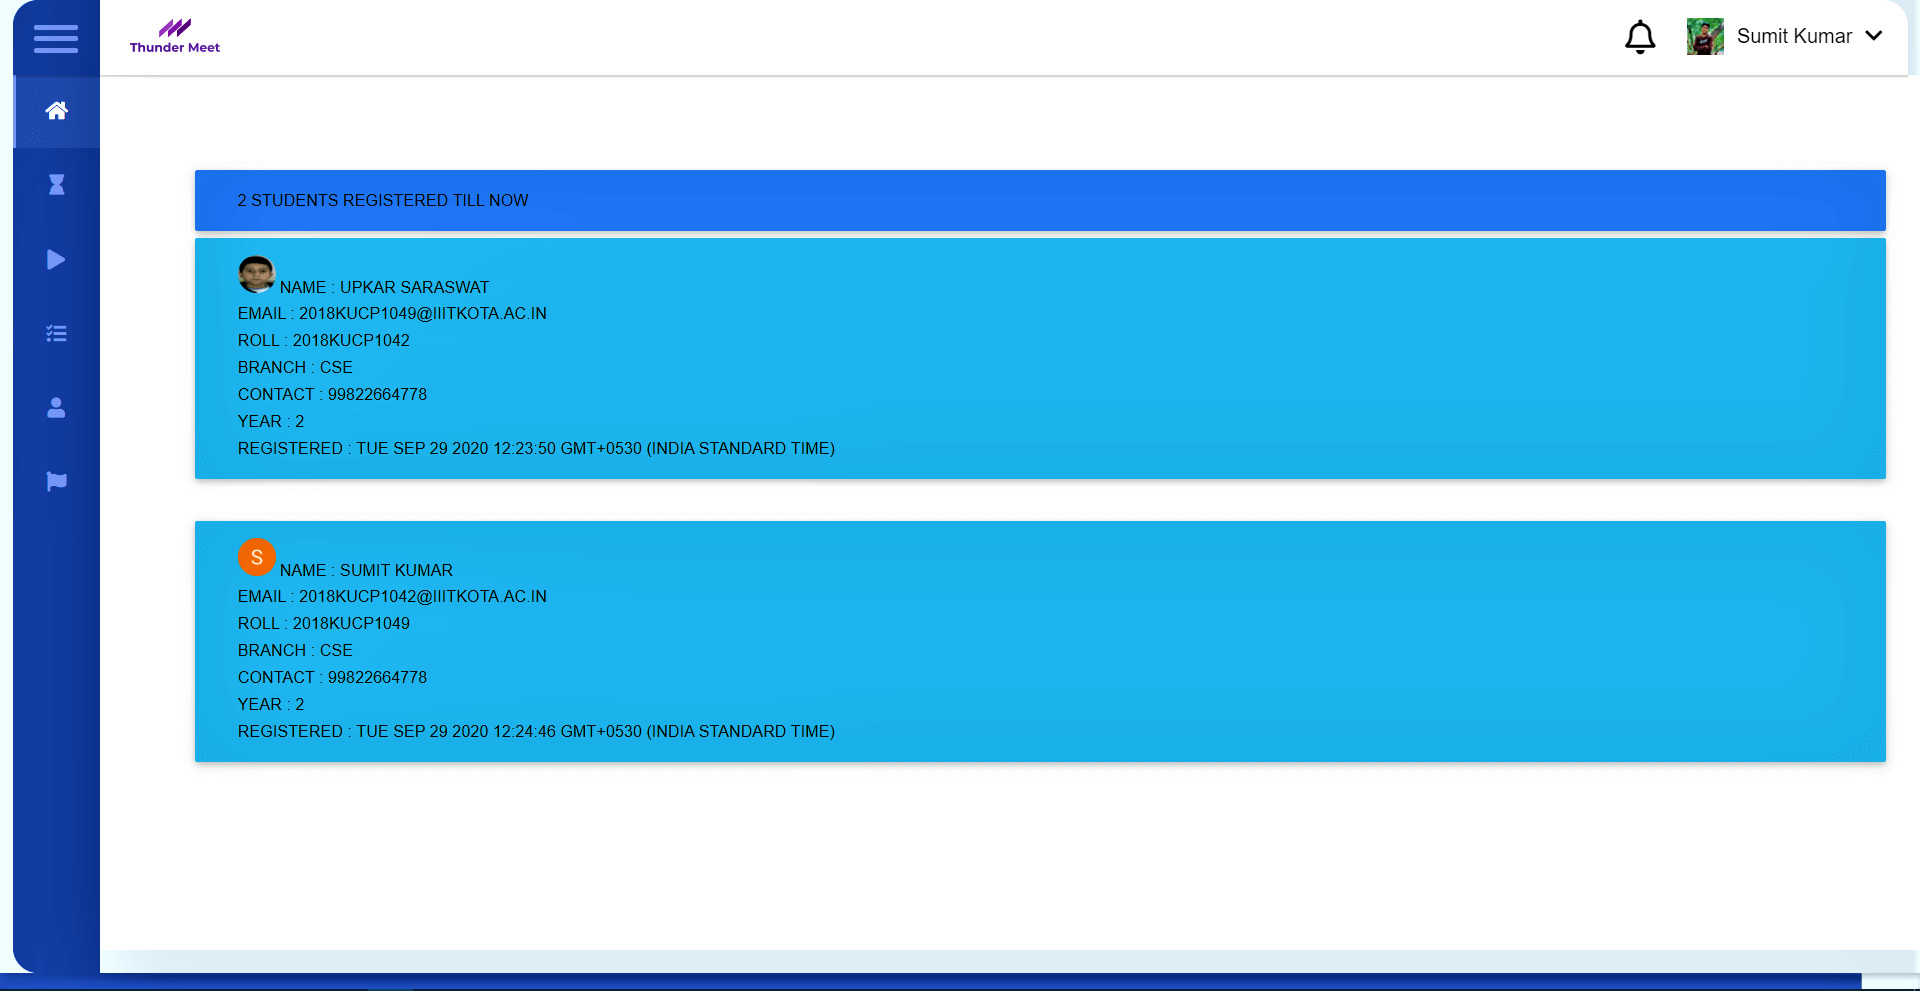 Thunder Meet
Sumit Kumar
2 STUDENTS REGISTERED TILL NOW
NAME : UPKAR SARASWAT
EMAIL : 2018KUCP1049@IIITKOTA.AC.IN
ROLL : 2018KUCP1042
BRANCH : CSE
CONTACT : 99822664778
YEAR : 2
REGISTERED : TUE SEP 29 2020 12:23:50 GMT+0530 (INDIA STANDARD TIME)
S
NAME : SUMIT KUMAR
EMAIL : 2018KUCP1042@IIITKOTA.AC.IN
ROLL : 2018KUCP1049
BRANCH : CSE
CONTACT : 99822664778
YEAR : 2
REGISTERED : TUE SEP 29 2020 12:24:46 GMT+0530 (INDIA STANDARD TIME)